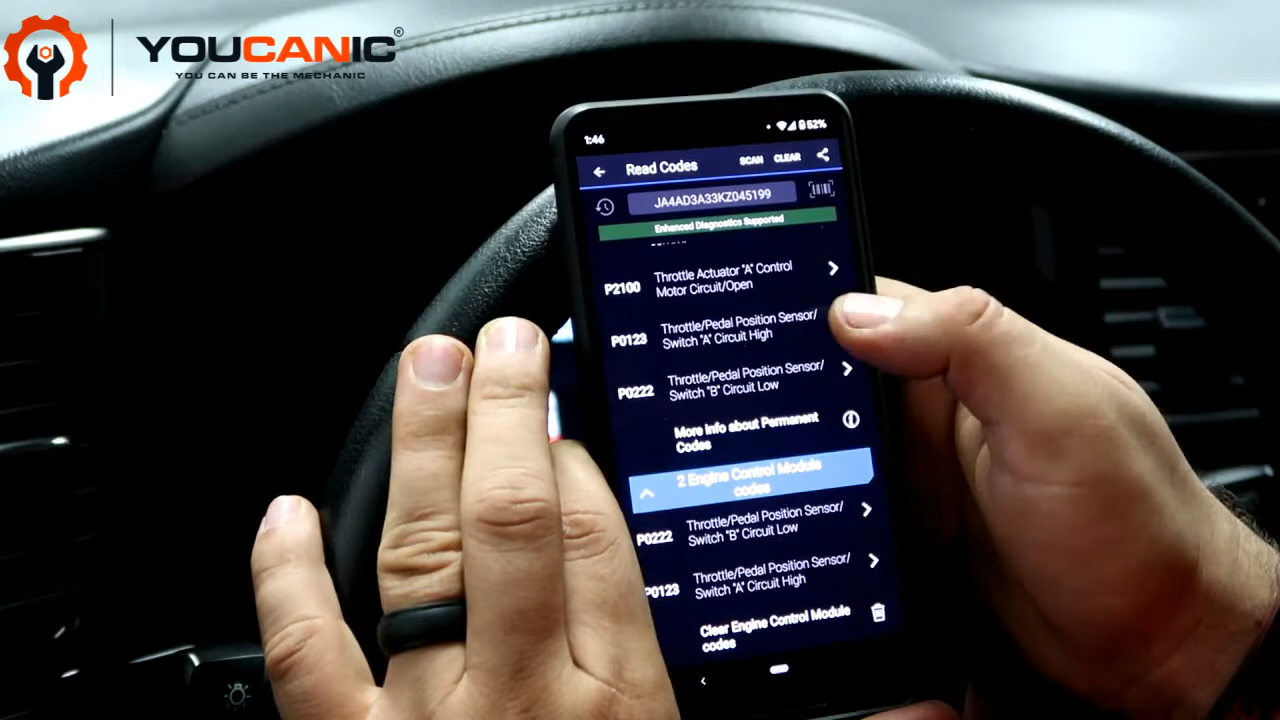 YOUCANIC®
YOU CAN BE THE MECHANIC
1:46
52%
Read Codes
SCAN
CLEAR
JA4AD3A33KZ045199
Enhanced Diagnostics Supported
P2100
Throttle Actuator "A" Control
Motor Circuit/Open
P0123
Throttle/Pedal Position Sensor/
Switch "A" Circuit High
P0222
Throttle/Pedal Position Sensor/
Switch "B" Circuit Low
More Info about Permanent
Codes
2 Engine Control Module
codes
P0222
Throttle/Pedal Position Sensor/
Switch "B" Circuit Low
P0123
Throttle/Pedal Position Sensor/
Switch "A" Circuit High
Clear Engine Control Module
codes